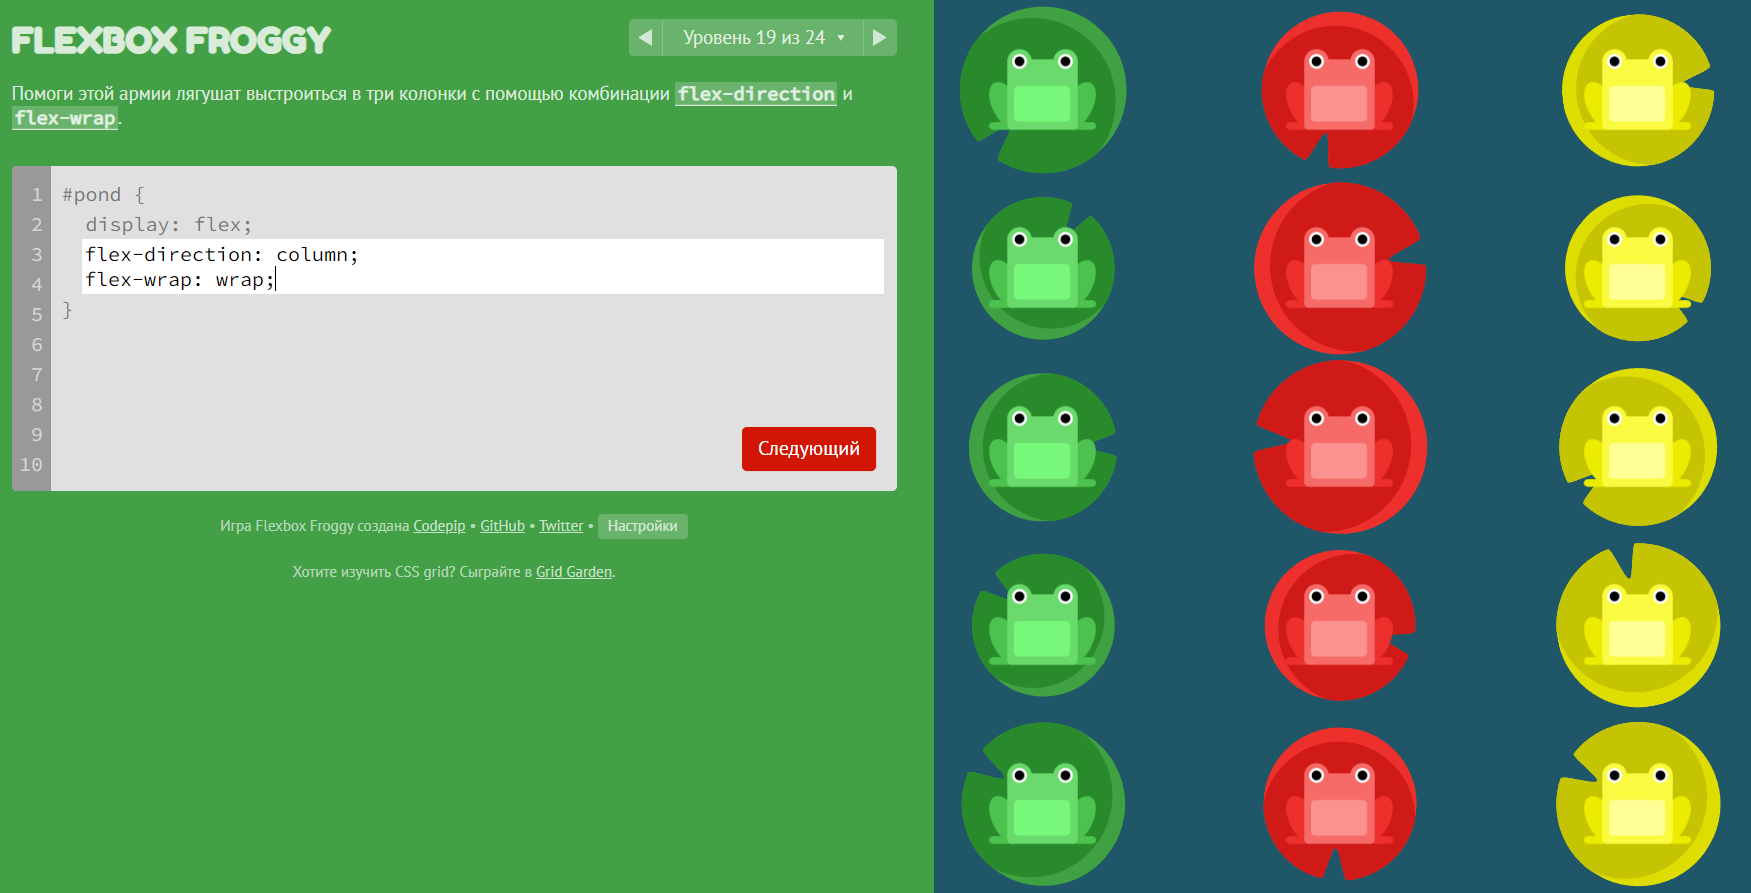 FLEXBOX FROGGY
Уровень 19 из 24
Помоги этой армии лягушат выстроиться в три колонки с помощью комбинации flex-direction и
flex-wrap.
1 #pond {
2 display: flex;
3 flex-direction: column;
4 flex-wrap: wrap;
5 }
6
7
8
9
10
Следующий
Игра Flexbox Froggy создана Codepip • GitHub • Twitter • Настройки
Хотите изучить CSS grid? Сыграйте в Grid Garden.